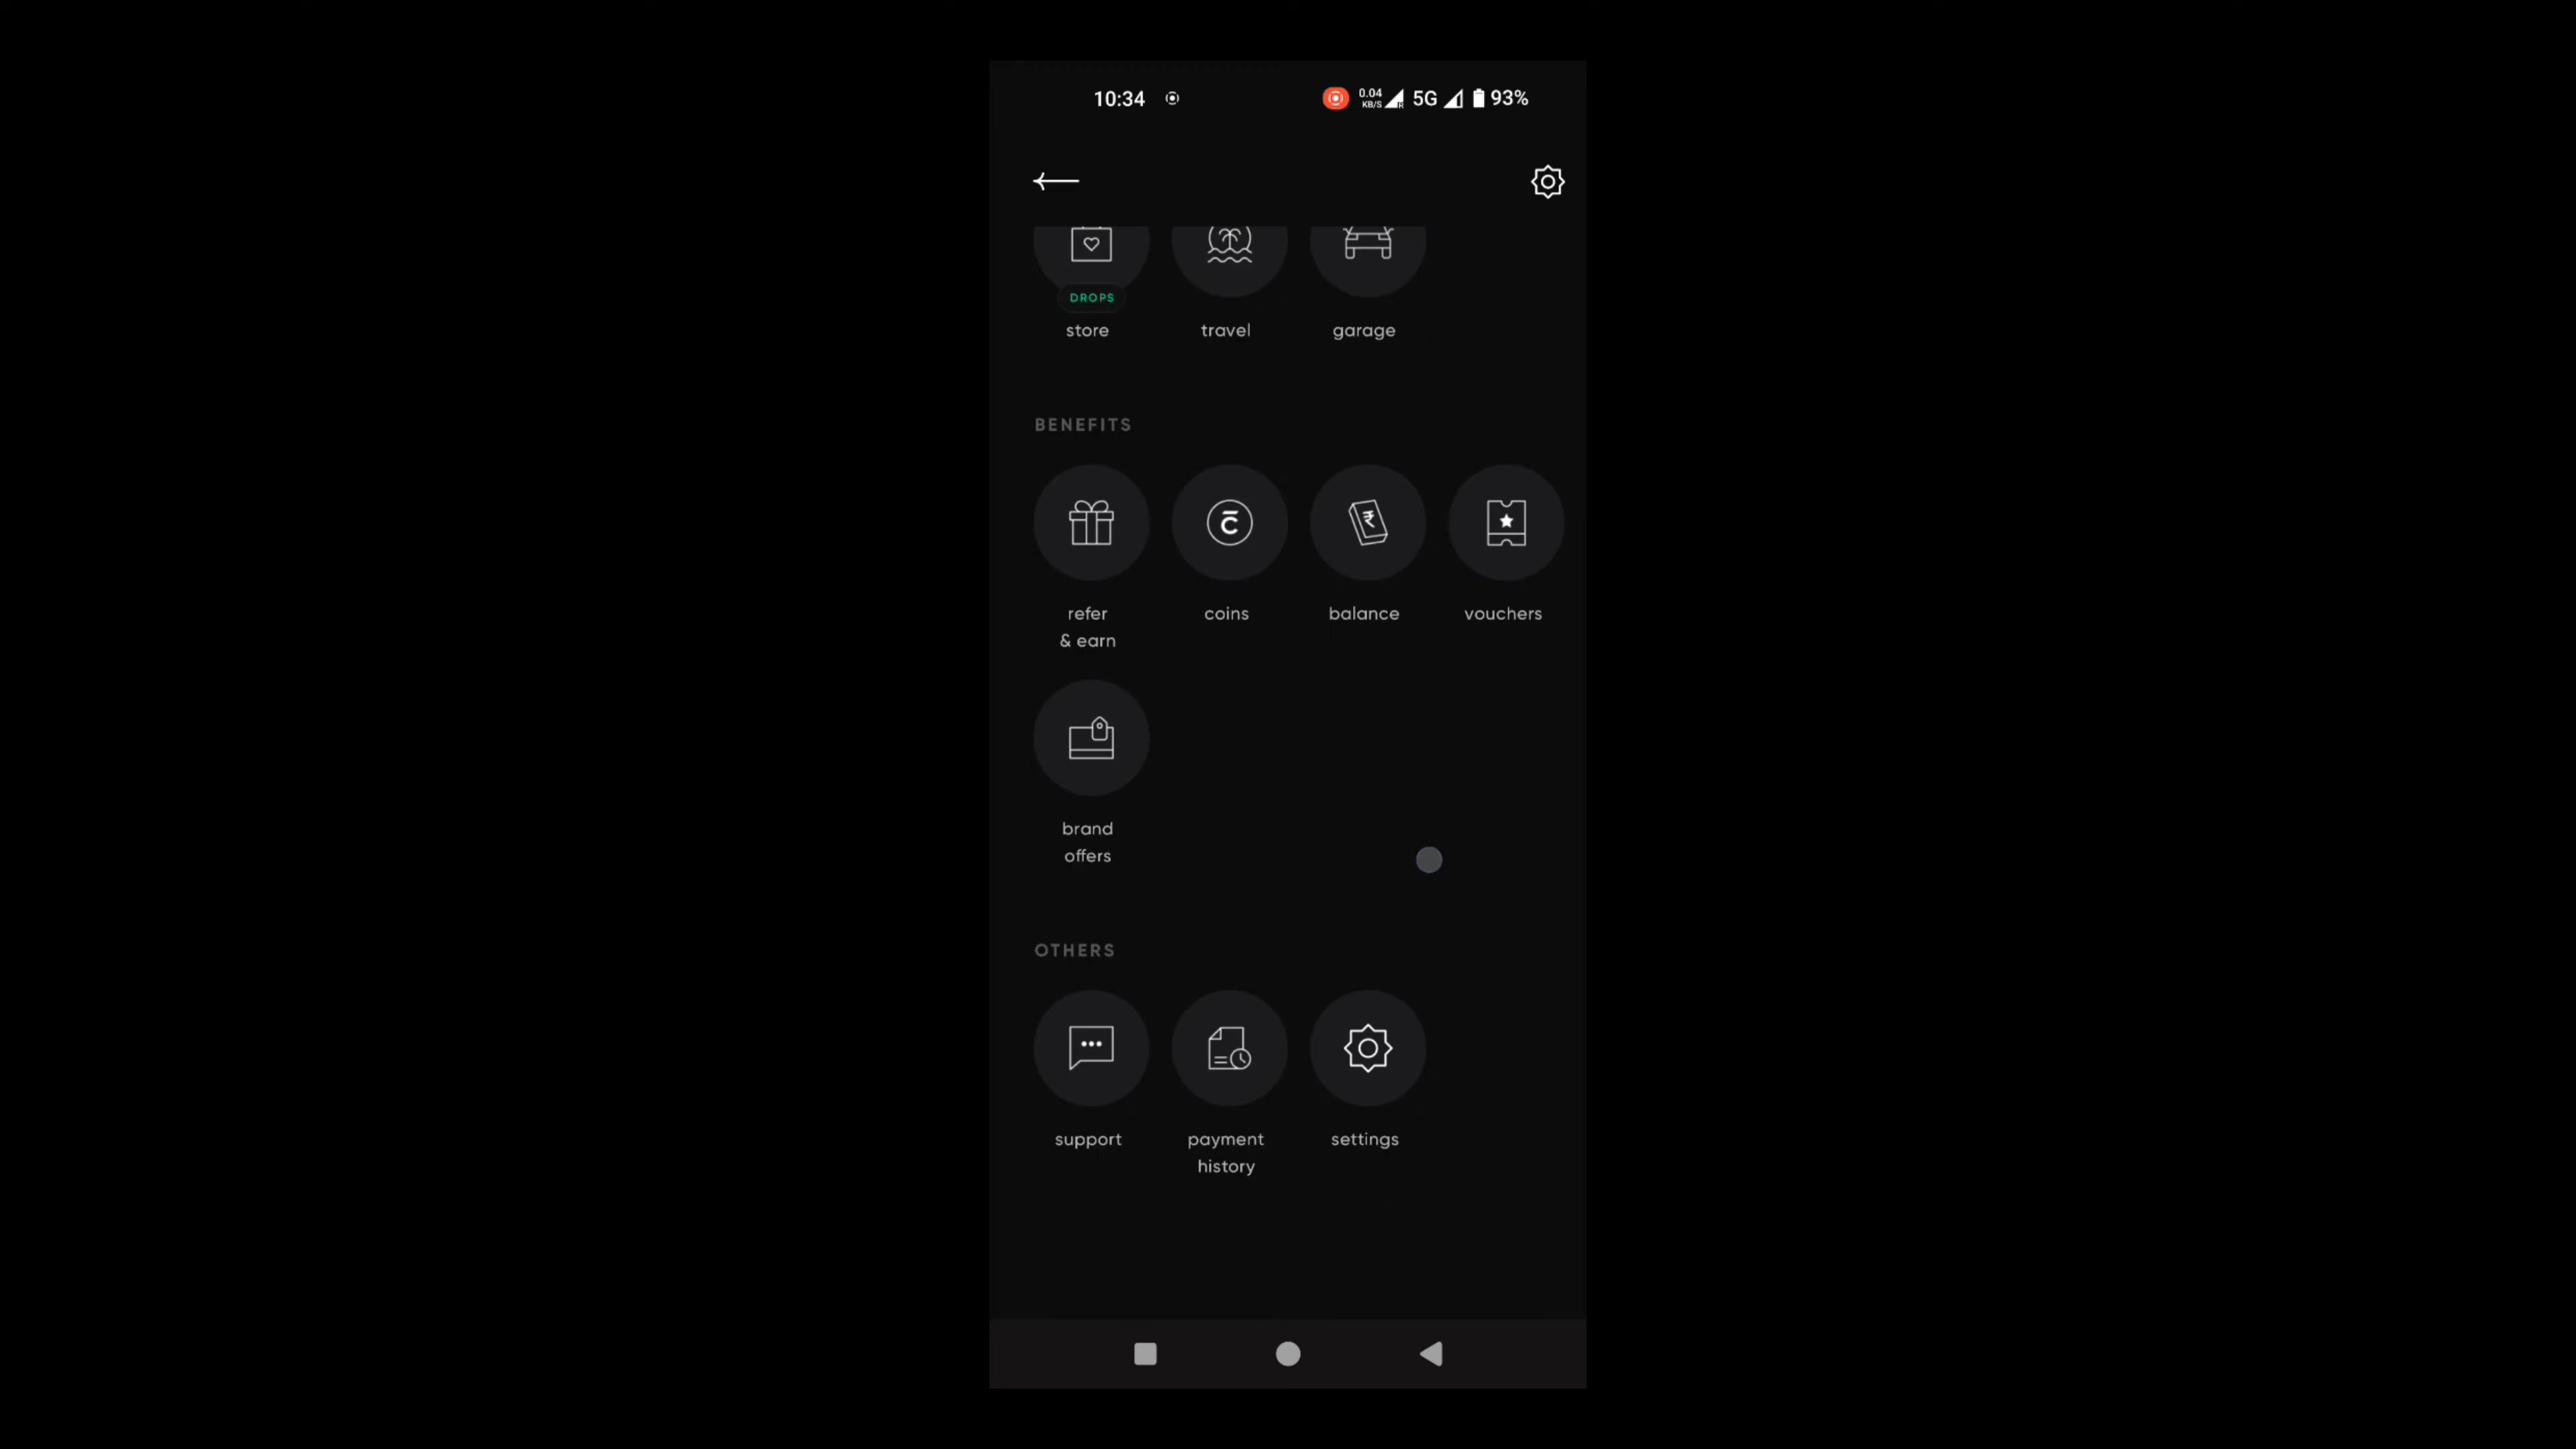 10:34 0.04 KB/S R 5G 93%
DROPS
store travel garage
BENEFITS
refer & earn coins balance vouchers
brand offers
OTHERS
support payment history settings